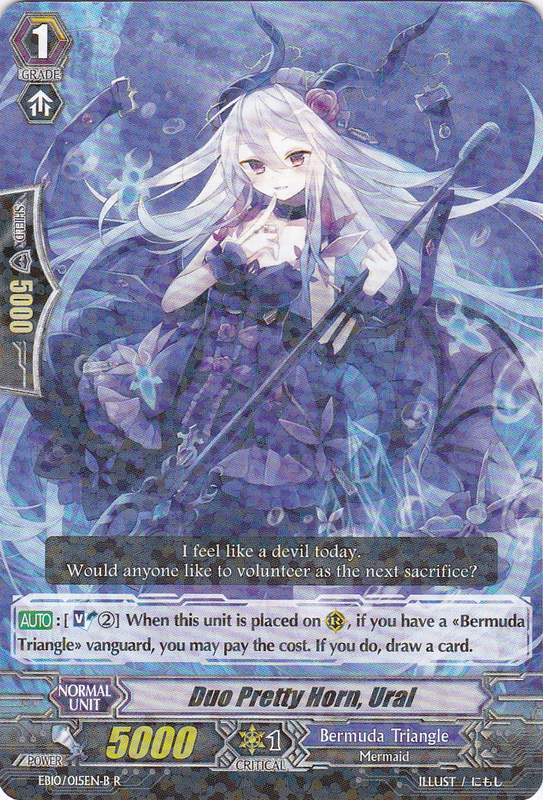 1
GRADE
SHIELD
5000
I feel like a devil today.
Would anyone like to volunteer as the next sacrifice?
AUTO : [ V ②] When this unit is placed on R, if you have a «Bermuda
Triangle» vanguard, you may pay the cost. If you do, draw a card.
NORMAL
UNIT
Duo Pretty Horn, Ural
POWER
5000
1
CRITICAL
Bermuda Triangle
Mermaid
EB10/015EN-B R
ILLUST / にもし